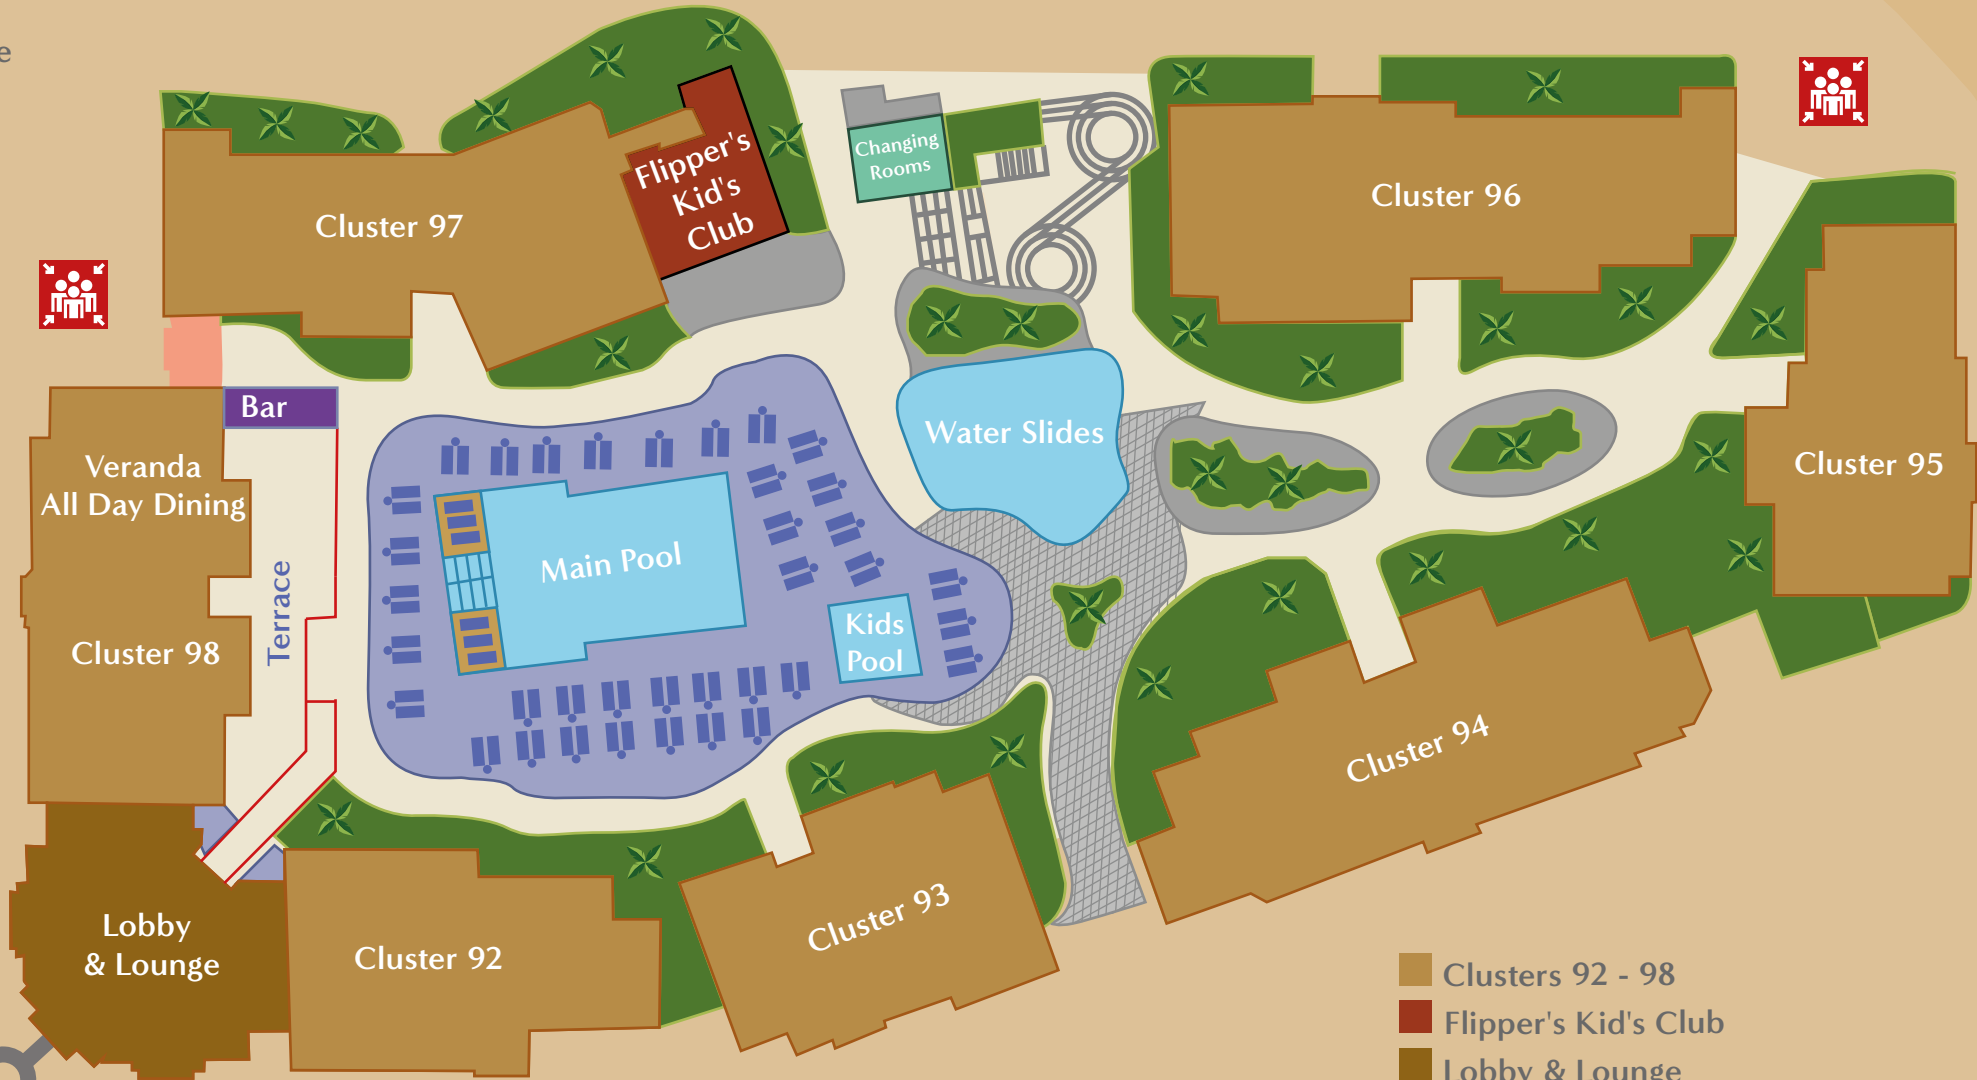 e
Changing
Rooms
Flipper's
Kid's
Club
Cluster 97
Cluster 96
Bar
Veranda
All Day Dining
Water Slides
Cluster 95
Main Pool
Terrace
Kids
Pool
Cluster 98
Cluster 94
Cluster 93
Lobby
& Lounge
Cluster 92
Clusters 92 - 98
Flipper's Kid's Club
Lobby & Lounge